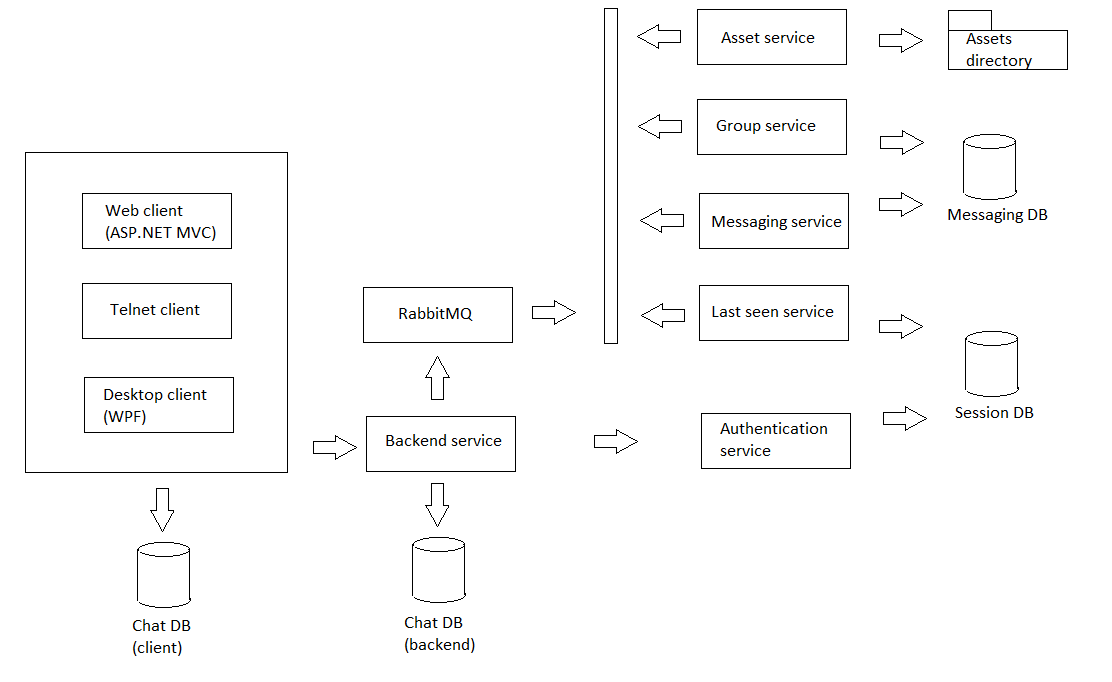 Asset service
Assets
directory
Group service
Messaging service
Messaging DB
Web client
(ASP.NET MVC)
Telnet client
Desktop client
(WPF)
RabbitMQ
Last seen service
Backend service
Authentication
service
Session DB
Chat DB
(client)
Chat DB
(backend)